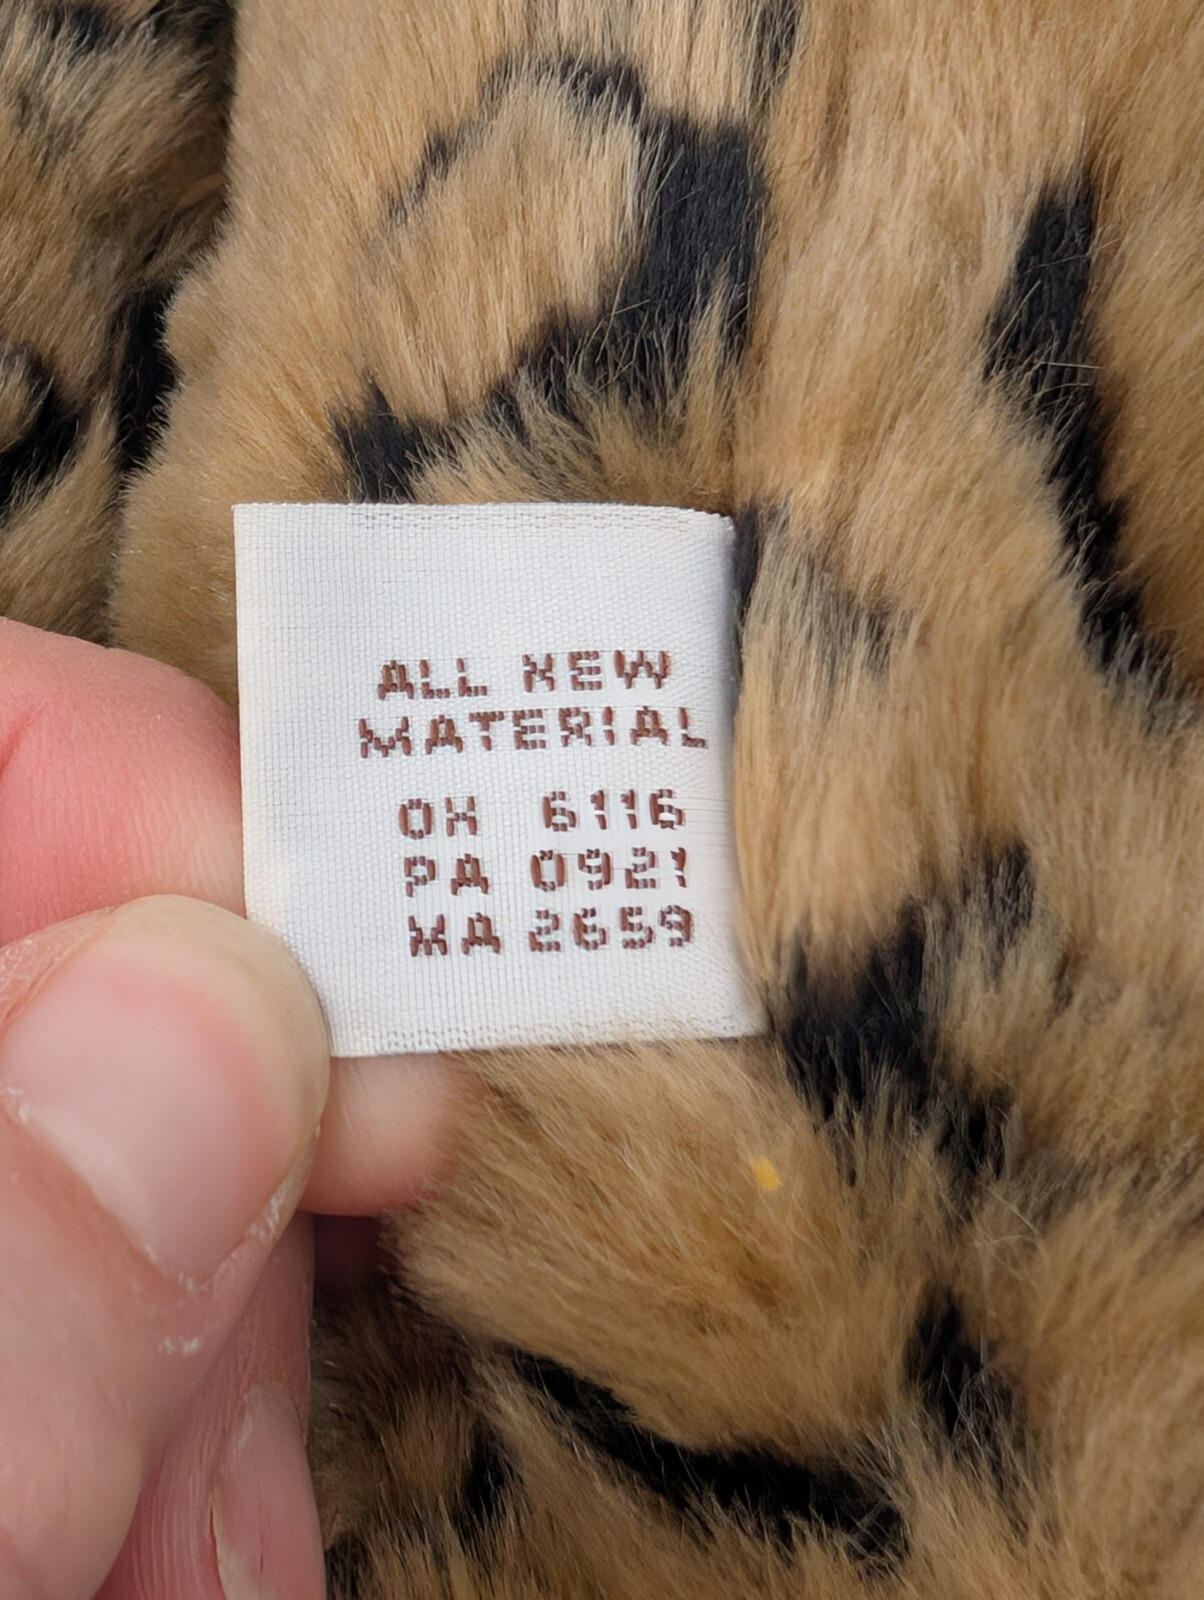 ALL NEW
MATERIAL
OH 6116
PA 0921
MA 2659